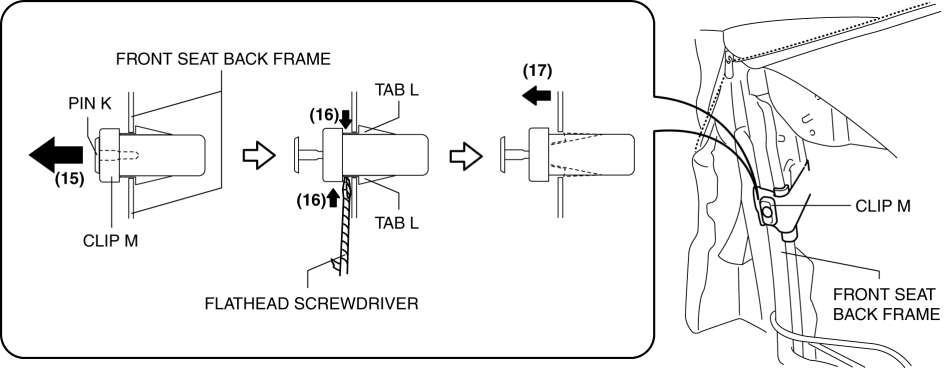 FRONT SEAT BACK FRAME
PIN K
(15)
CLIP M
(16)
TAB L
(16)
TAB L
FLATHEAD SCREWDRIVER
(17)
CLIP M
FRONT SEAT
BACK FRAME